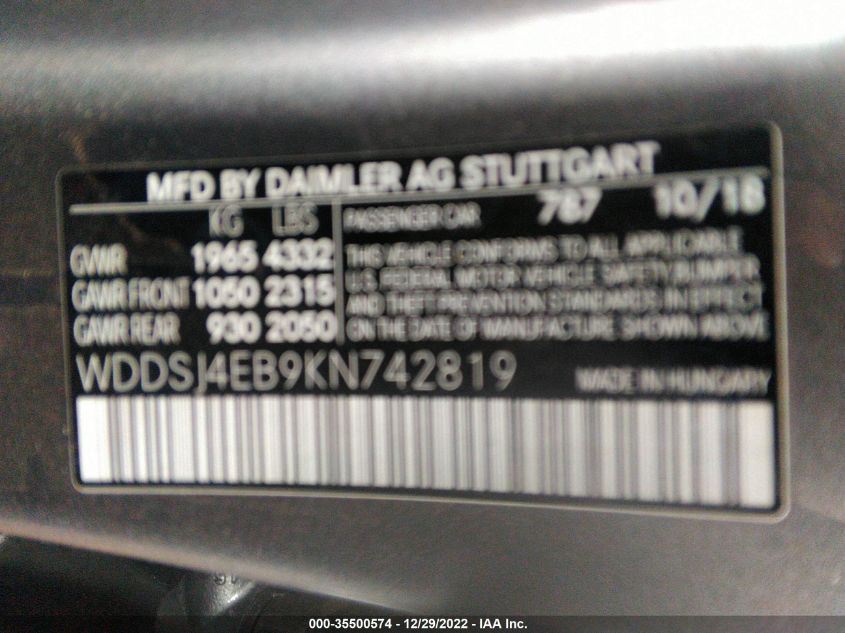 MFD BY DAIMLER AG STUTTGART
KG LBS PASSENGER CAR 787 10/18
GVWR 1965 4332 THIS VEHICLE CONFORMS TO ALL APPLICABLE
GAWR FRONT 1050 2315 U.S. FEDERAL MOTOR VEHICLE SAFETY, BUMPER,
GAWR REAR 930 2050 AND THEFT PREVENTION STANDARDS IN EFFECT
ON THE DATE OF MANUFACTURE SHOWN ABOVE
WDDSJ4EB9KN742819 MADE IN HUNGARY
000-35500574 - 12/29/2022 - IAA Inc.